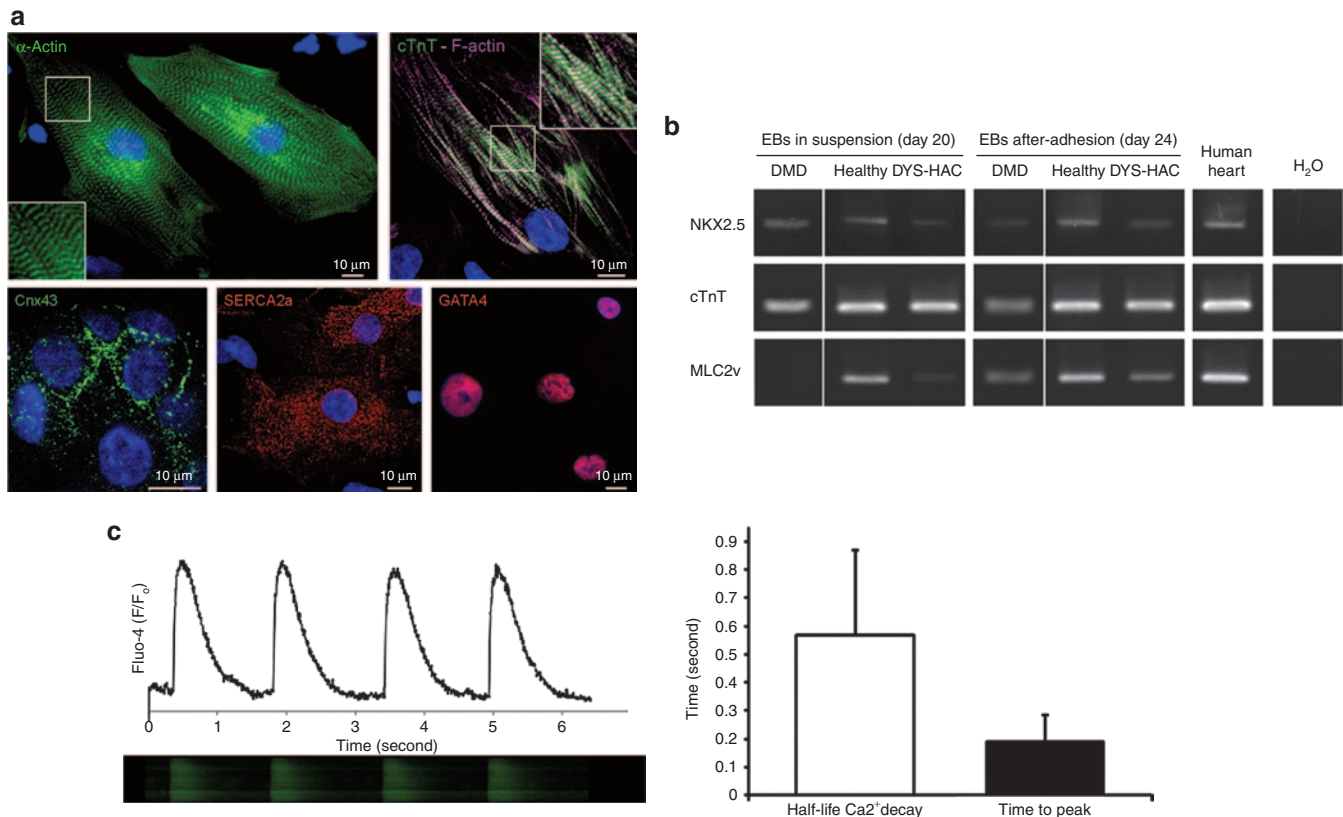 a
α-Actin
cTnT - F-actin
10 μm
10 μm
Cnx43
SERCA2a
GATA4
10 μm
10 μm
10 μm
b
EBs in suspension (day 20)
EBs after-adhesion (day 24)
Human heart
H₂O
DMD
Healthy DYS-HAC
DMD
Healthy DYS-HAC
NKX2.5
cTnT
MLC2v
c
Fluo-4 (F/F₀)
0 1 2 3 4 5 6
Time (second)
Time (second)
0.9
0.8
0.7
0.6
0.5
0.4
0.3
0.2
0.1
0
Half-life Ca2⁺decay
Time to peak